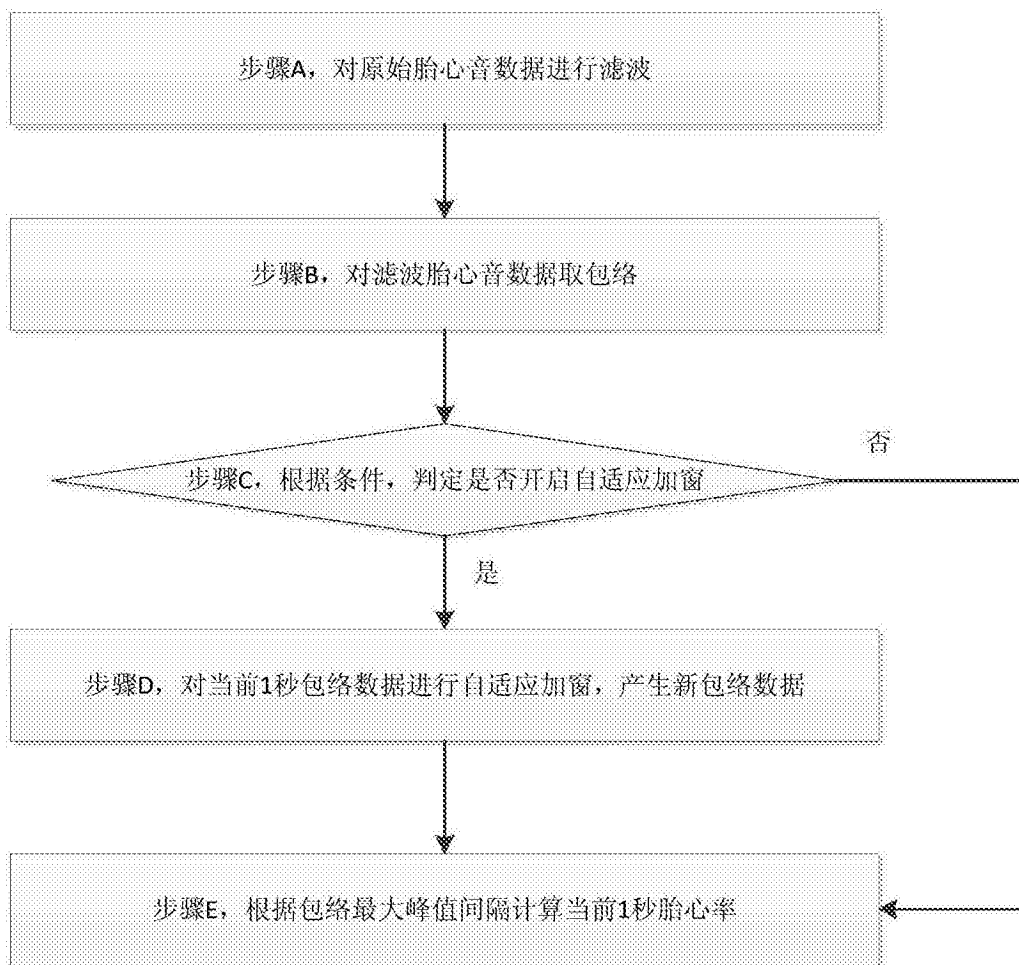 步骤A，对原始胎心音数据进行滤波
步骤B，对滤波胎心音数据取包络
否
步骤C，根据条件，判定是否开启自适应加窗
是
步骤D，对当前1秒包络数据进行自适应加窗，产生新包络数据
步骤E，根据包络最大峰值间隔计算当前1秒胎心率